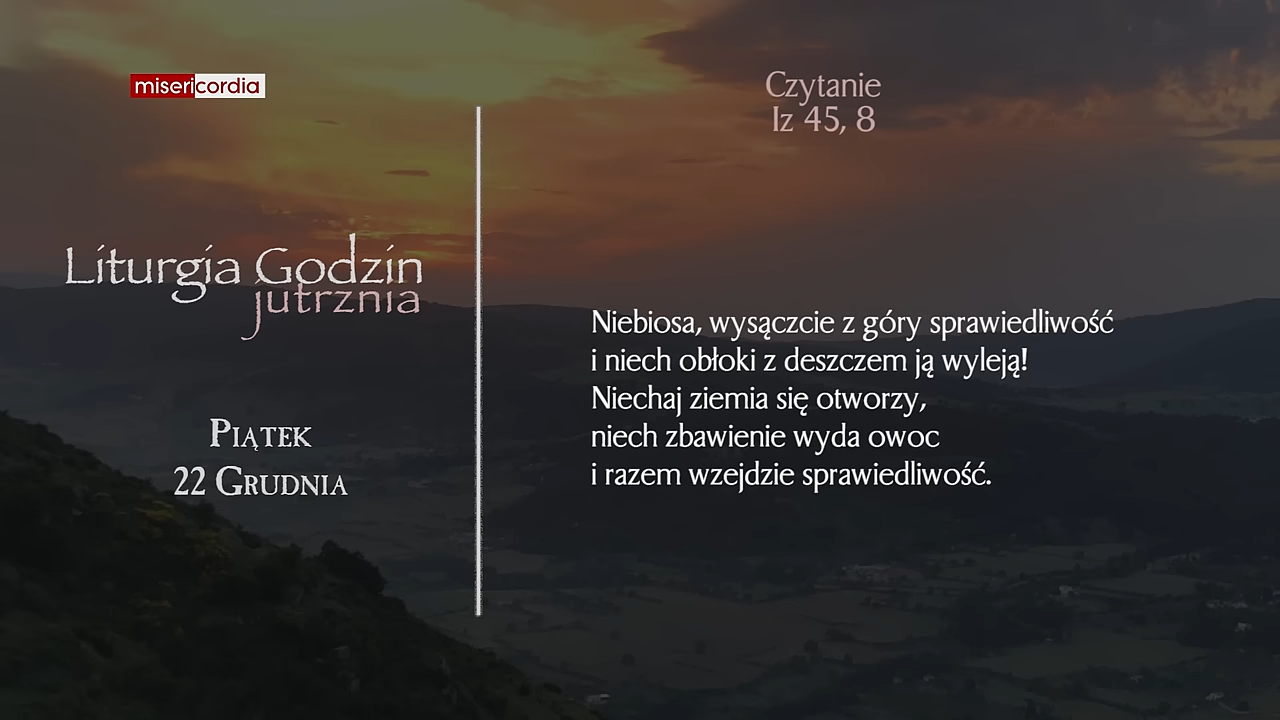 misericordia
Liturgia Godzin
jutrznia
Piątek
22 Grudnia
Czytanie
Iz 45, 8
Niebiosa, wysączcie z góry sprawiedliwość
i niech obłoki z deszczem ją wyleją!
Niechaj ziemia się otworzy,
niech zbawienie wyda owoc
i razem wzejdzie sprawiedliwość.